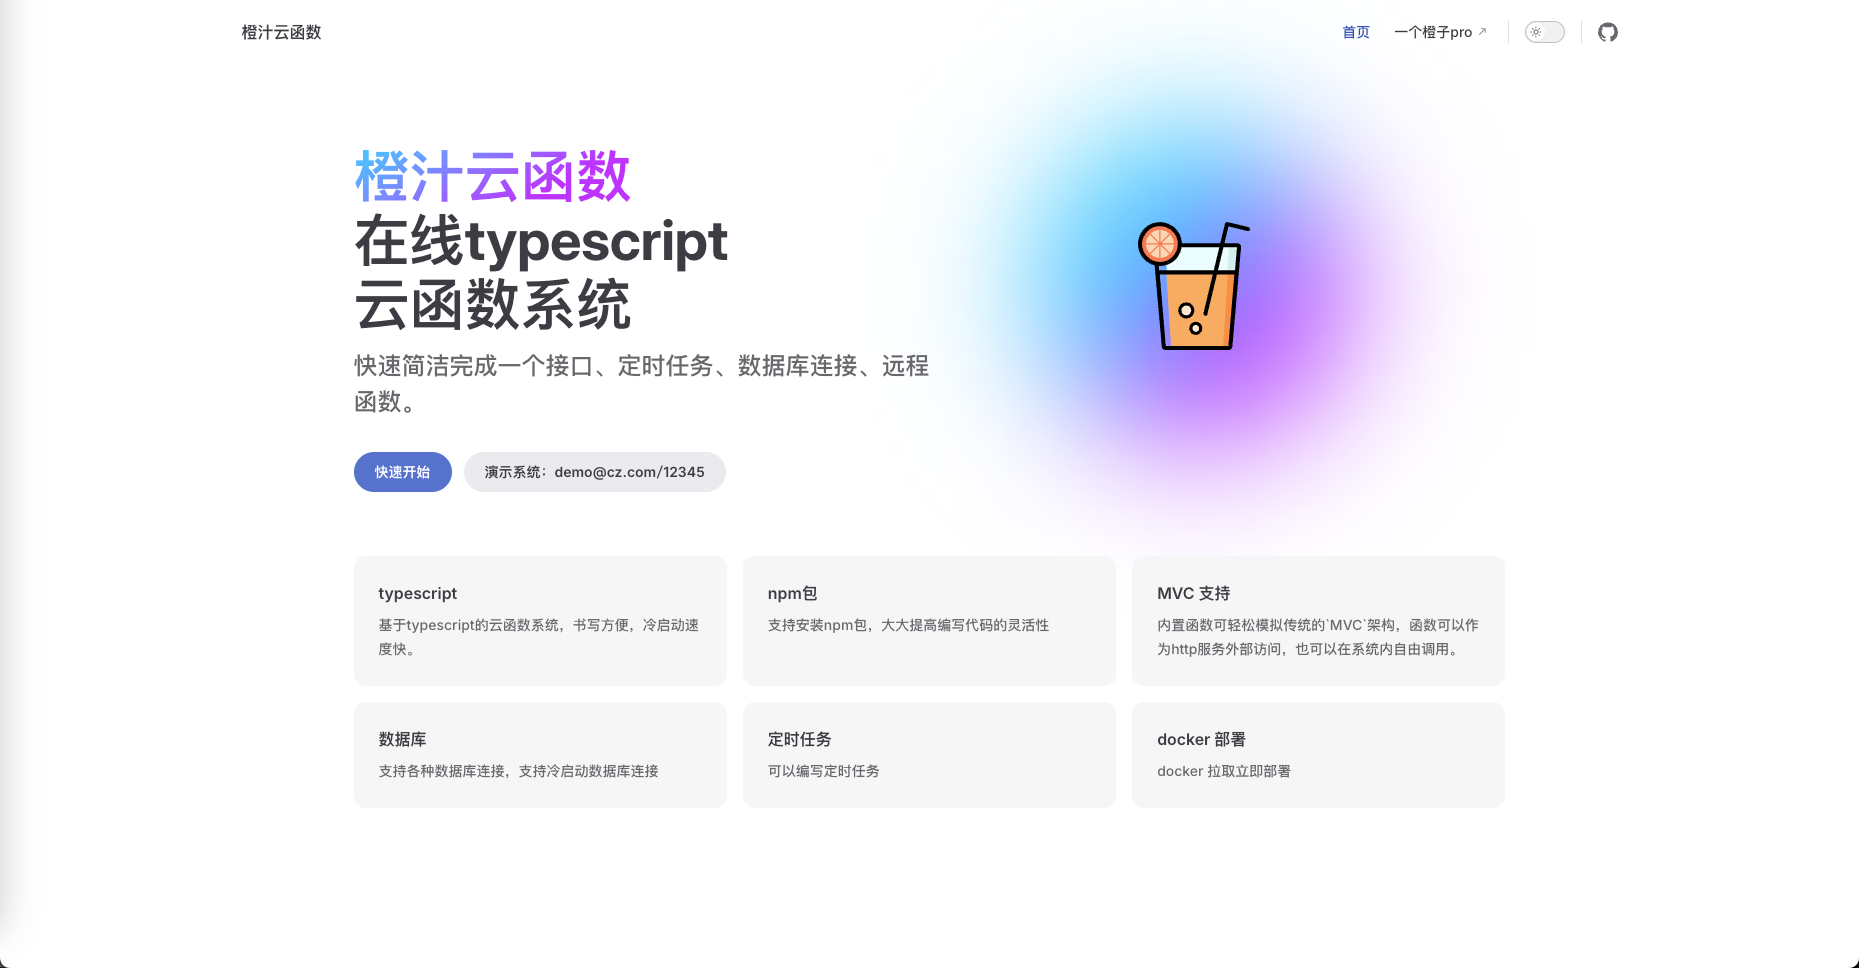 橙汁云函数
首页
一个橙子pro
橙汁云函数
在线typescript
云函数系统
快速简洁完成一个接口、定时任务、数据库连接、远程
函数。
快速开始
演示系统：demo@cz.com/12345
typescript
基于typescript的云函数系统，书写方便，冷启动速
度快。
npm包
支持安装npm包，大大提高编写代码的灵活性
MVC 支持
内置函数可轻松模拟传统的`MVC`架构，函数可以作
为http服务外部访问，也可以在系统内自由调用。
数据库
支持各种数据库连接，支持冷启动数据库连接
定时任务
可以编写定时任务
docker 部署
docker 拉取立即部署